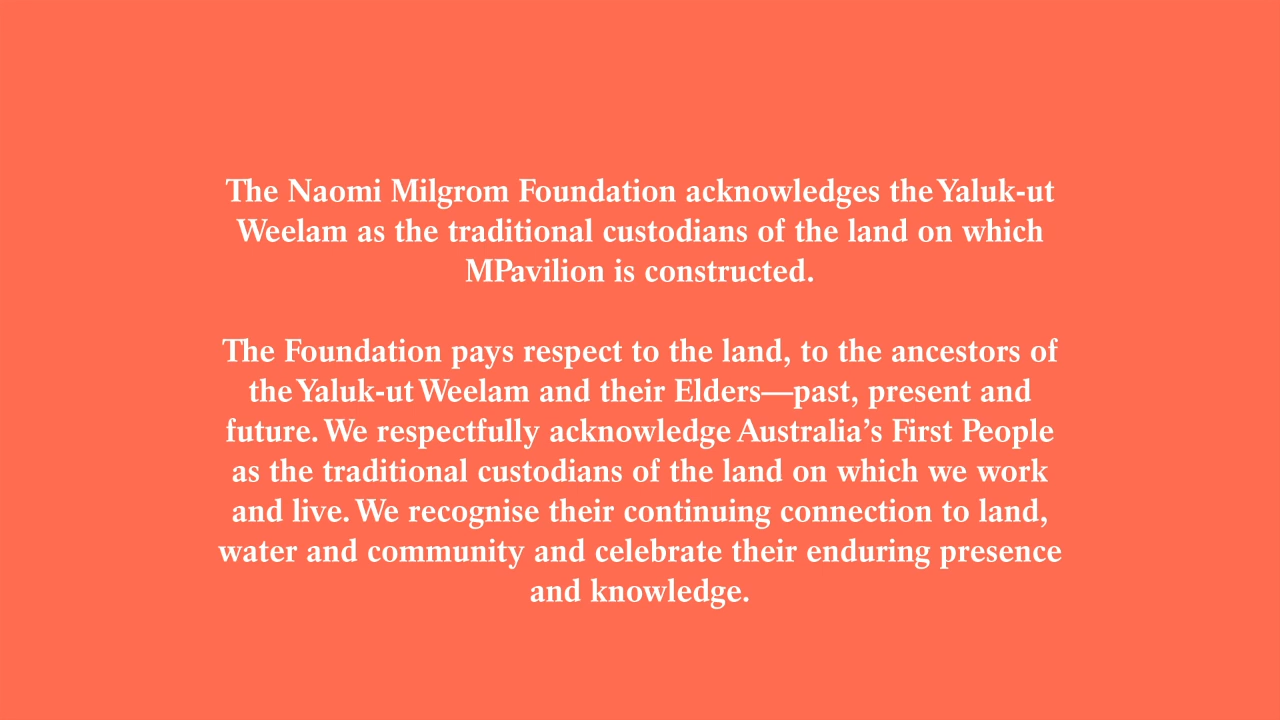 The Naomi Milgrom Foundation acknowledges the Yaluk-ut
Weelam as the traditional custodians of the land on which
MPavilion is constructed.
The Foundation pays respect to the land, to the ancestors of
the Yaluk-ut Weelam and their Elders—past, present and
future. We respectfully acknowledge Australia’s First People
as the traditional custodians of the land on which we work
and live. We recognise their continuing connection to land,
water and community and celebrate their enduring presence
and knowledge.